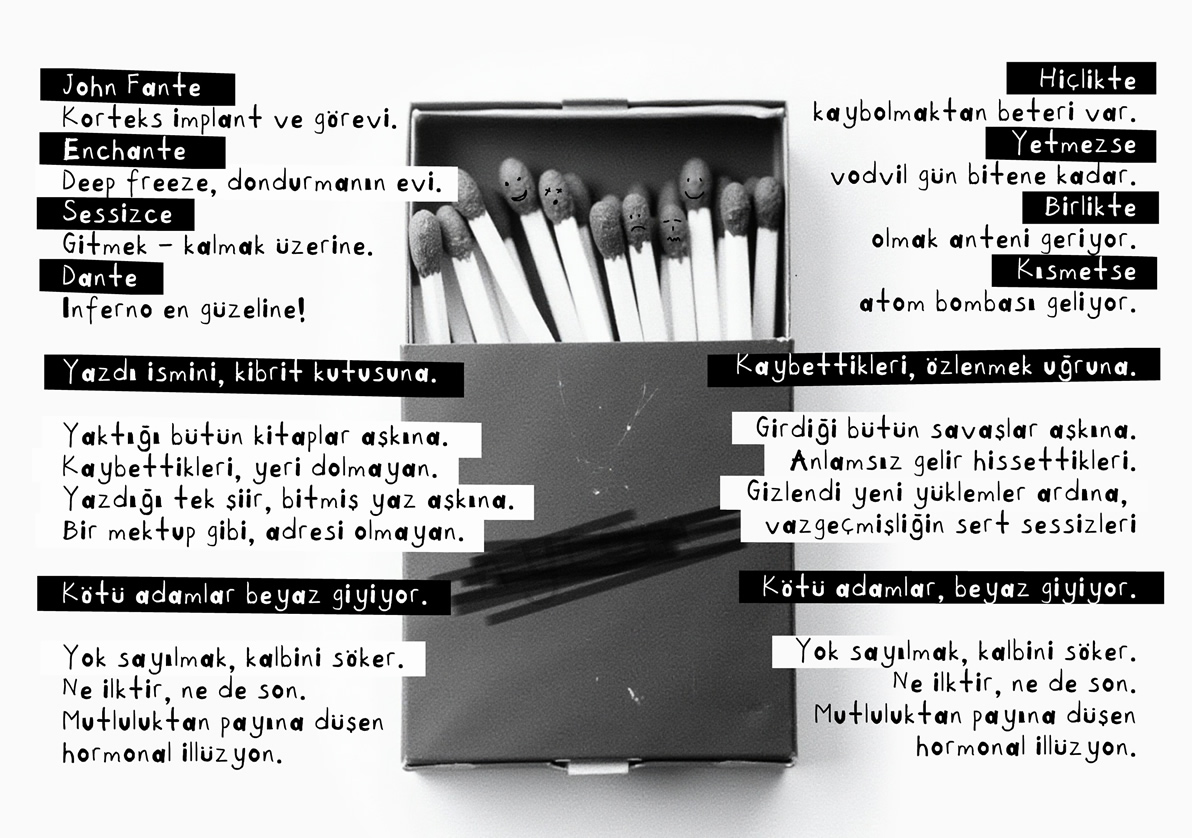 John Fante
Korteks implant ve görevi.
Enchante
Deep freeze, dondurmanın evi.
Sessizce
Gitmek – kalmak üzerine.
Dante
Inferno en güzeline!
Yazdı ismini, kibrit kutusuna.
Yaktığı bütün kitaplar aşkına.
Kaybettikleri, yeri dolmayan.
Yazdığı tek şiir, bitmiş yaz aşkına.
Bir mektup gibi, adresi olmayan.
Kötü adamlar beyaz giyiyor.
Yok sayılmak, kalbini söker.
Ne ilktir, ne de son.
Mutluluktan payına düşen
hormonal illüzyon.
Hiçlikte
kaybolmaktan beteri var.
Yetmezse
vodvil gün bitene kadar.
Birlikte
olmak anteni geriyor.
Kısmetse
atom bombası geliyor.
Kaybettikleri, özlenmek uğruna.
Girdiği bütün savaşlar aşkına.
Anlamsız gelir hissettikleri.
Gizlendi yeni yüklemler ardına,
vazgeçmişliğin sert sessizleri
Kötü adamlar, beyaz giyiyor.
Yok sayılmak, kalbini söker.
Ne ilktir, ne de son.
Mutluluktan payına düşen
hormonal illüzyon.